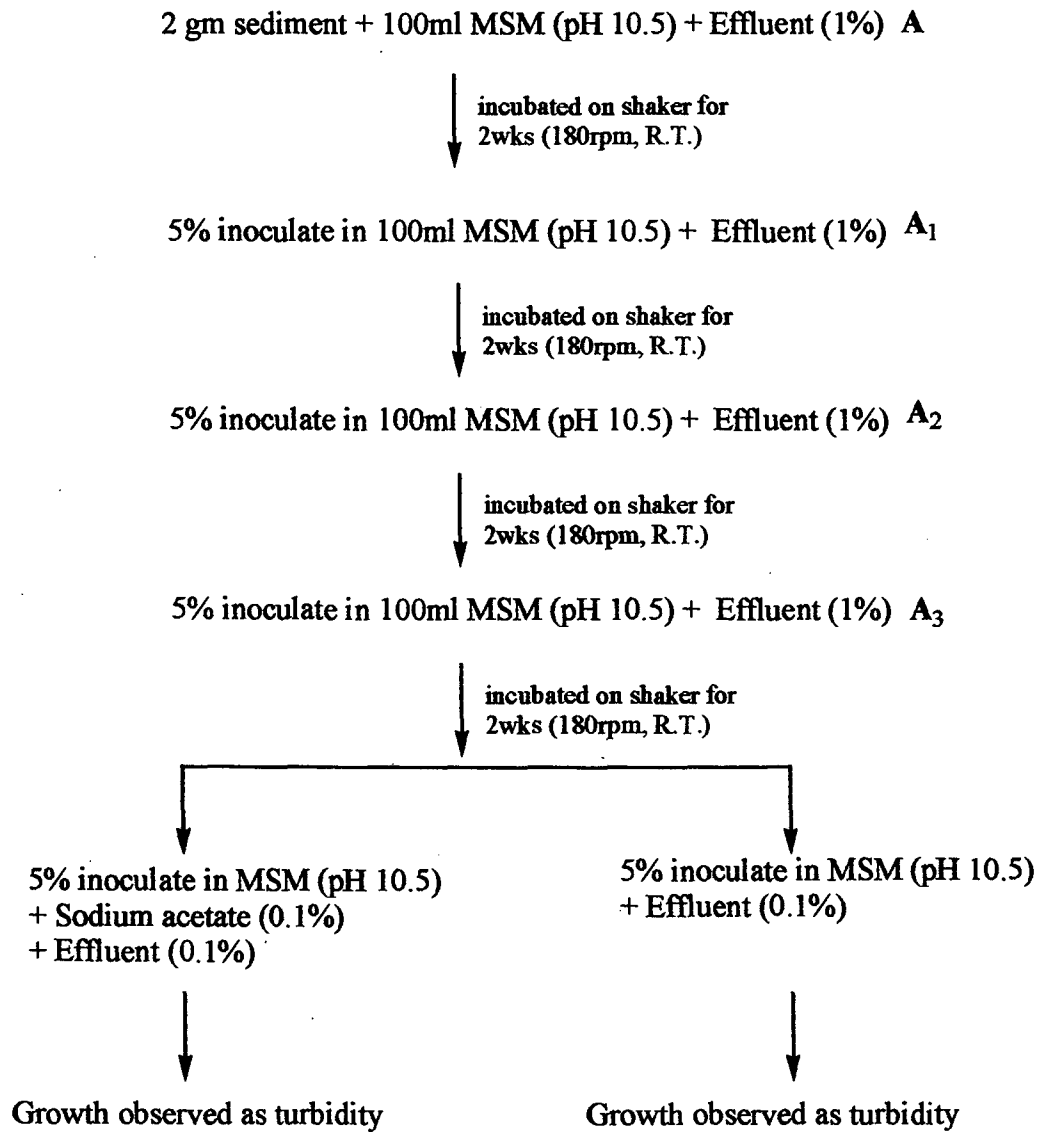 2 gm sediment + 100ml MSM (pH 10.5) + Effluent (1%) A
incubated on shaker for
2wks (180rpm, R.T.)
5% inoculate in 100ml MSM (pH 10.5) + Effluent (1%) A1
incubated on shaker for
2wks (180rpm, R.T.)
5% inoculate in 100ml MSM (pH 10.5) + Effluent (1%) A2
incubated on shaker for
2wks (180rpm, R.T.)
5% inoculate in 100ml MSM (pH 10.5) + Effluent (1%) A3
incubated on shaker for
2wks (180rpm, R.T.)
5% inoculate in MSM (pH 10.5)
+ Sodium acetate (0.1%)
+ Effluent (0.1%)
5% inoculate in MSM (pH 10.5)
+ Effluent (0.1%)
Growth observed as turbidity
Growth observed as turbidity